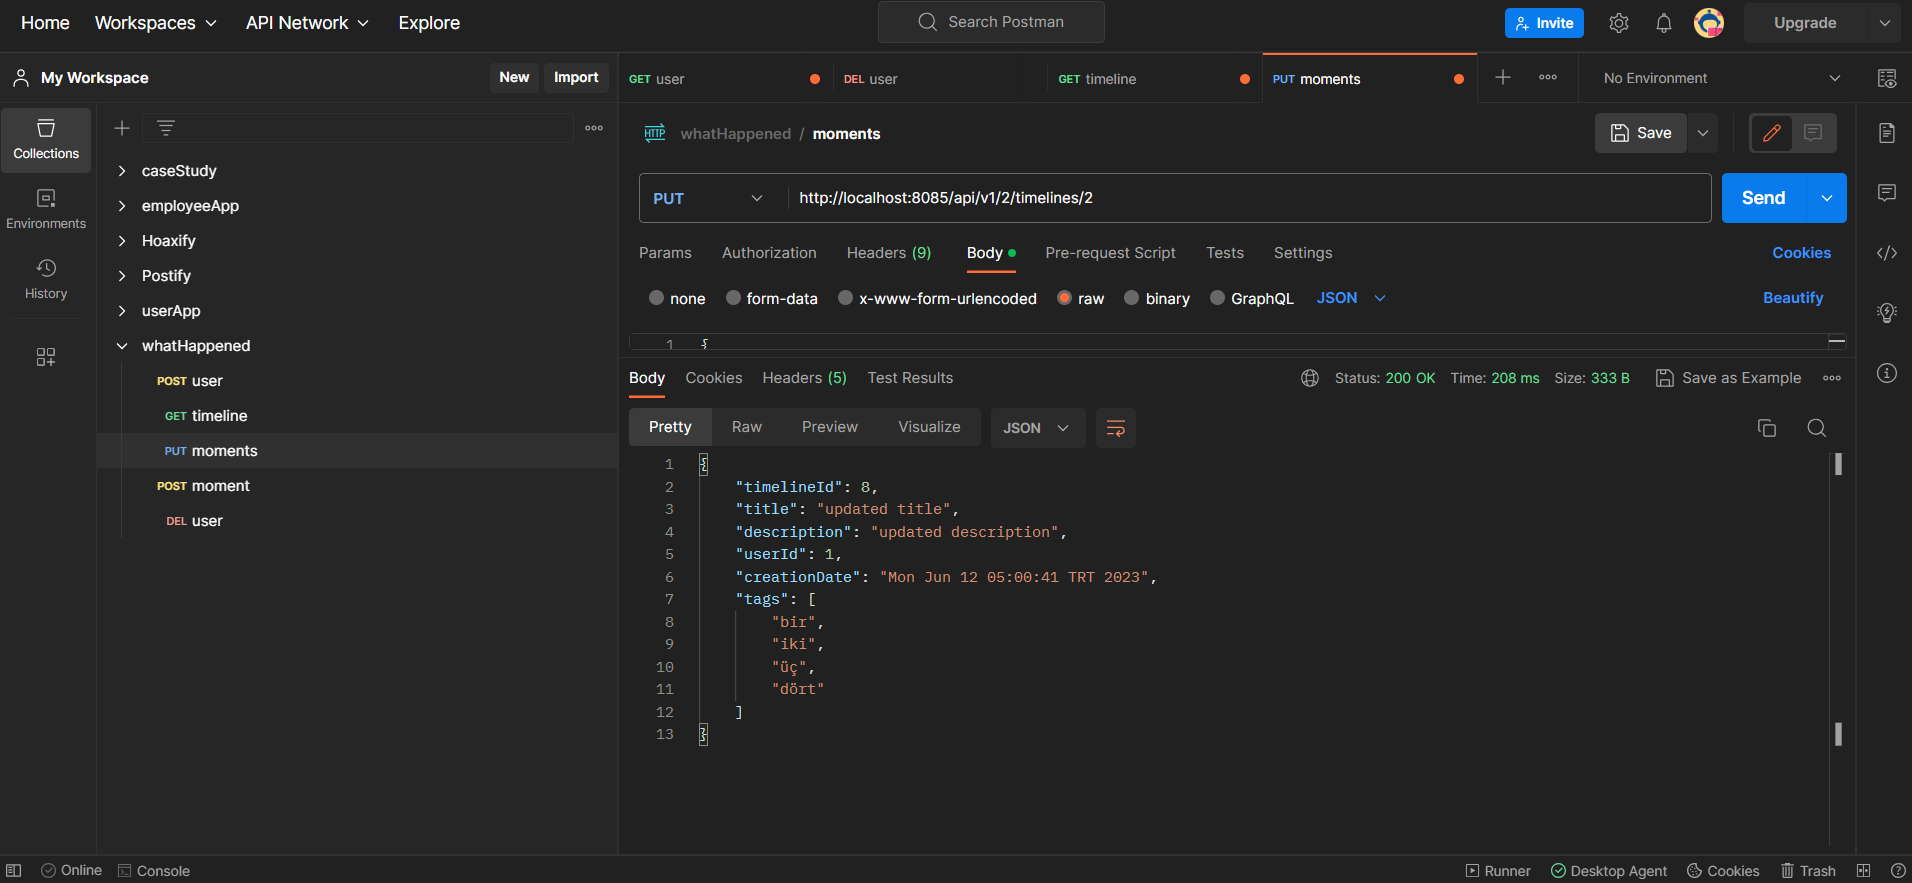 Home Workspaces API Network Explore Search Postman Invite Upgrade
My Workspace New Import GET user DEL user GET timeline PUT moments No Environment
Collections
Environments
History
caseStudy
employeeApp
Hoaxify
Postify
userApp
whatHappened
POST user
GET timeline
PUT moments
POST moment
DEL user
HTTP whatHappened / moments Save
PUT http://localhost:8085/api/v1/2/timelines/2 Send
Params Authorization Headers (9) Body Pre-request Script Tests Settings Cookies
none form-data x-www-form-urlencoded raw binary GraphQL JSON Beautify
1 {
Body Cookies Headers (5) Test Results Status: 200 OK Time: 208 ms Size: 333 B Save as Example
Pretty Raw Preview Visualize JSON
1 {
2 "timelineId": 8,
3 "title": "updated title",
4 "description": "updated description",
5 "userId": 1,
6 "creationDate": "Mon Jun 12 05:00:41 TRT 2023",
7 "tags": [
8 "bir",
9 "iki",
10 "üç",
11 "dört"
12 ]
13 }
Online Console Runner Desktop Agent Cookies Trash